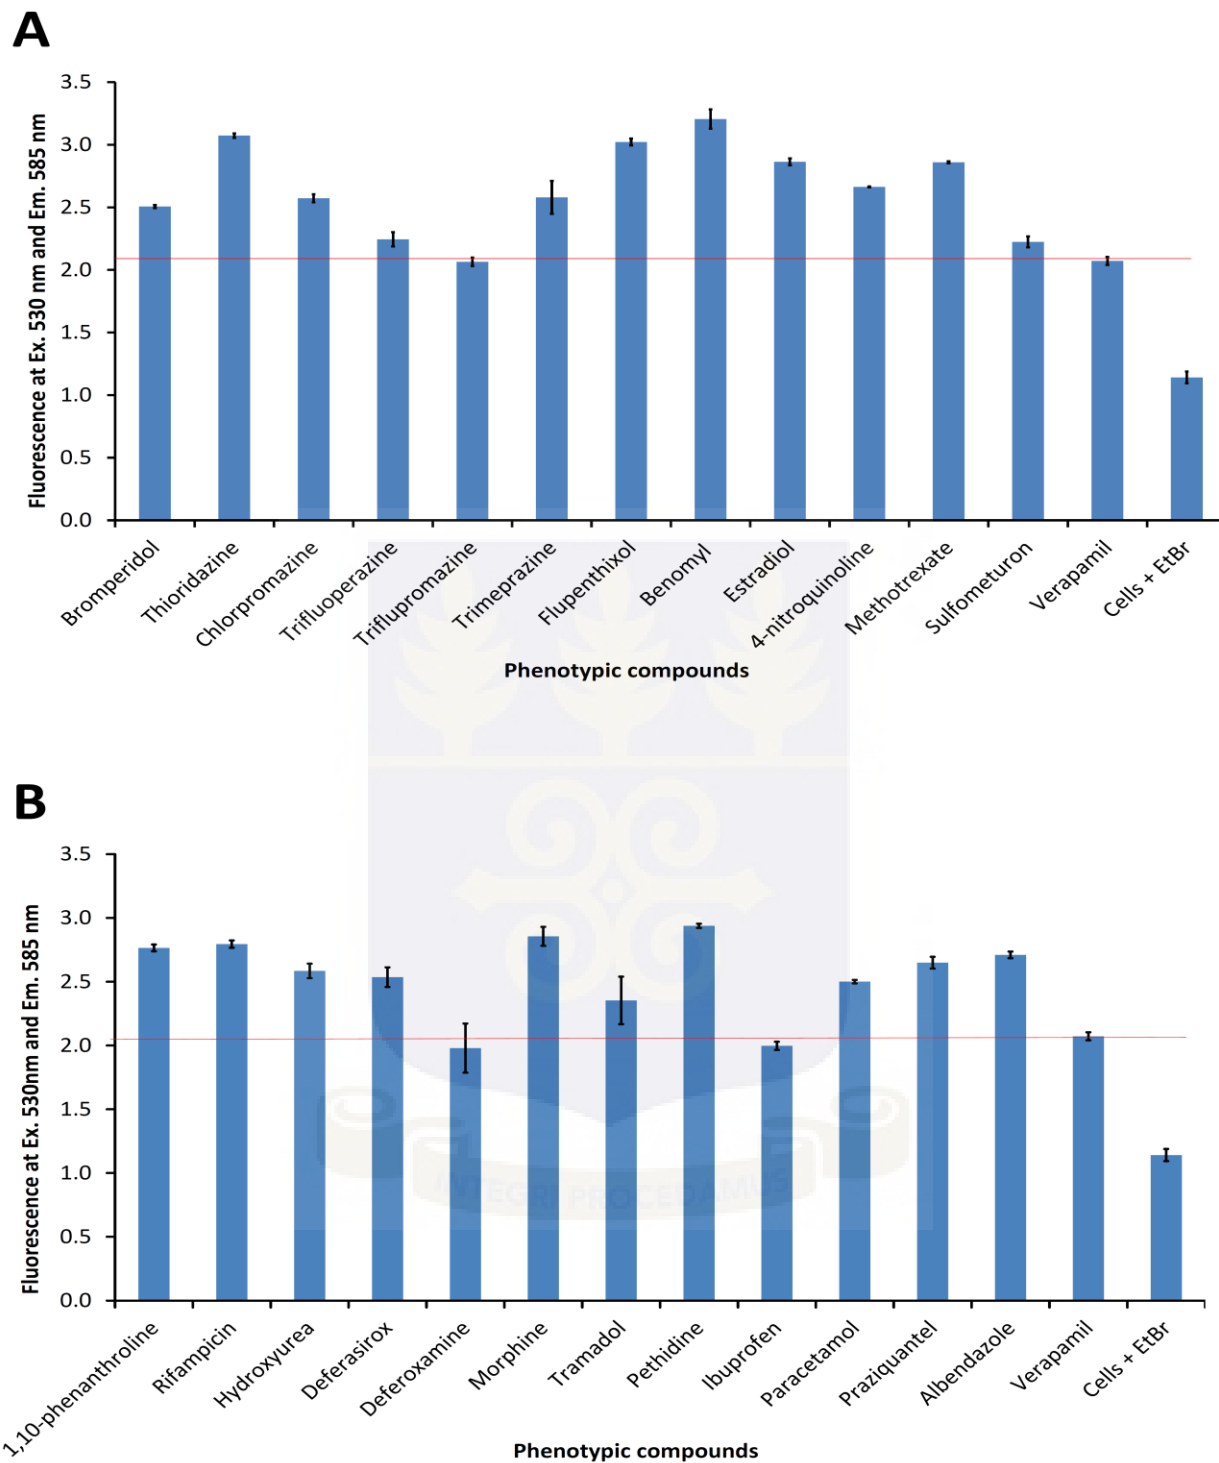 A
Fluorescence at Ex. 530 nm and Em. 585 nm
3.5
3.0
2.5
2.0
1.5
1.0
0.5
0.0
Bromperidol
Thioridazine
Chlorpromazine
Trifluoperazine
Triflupromazine
Trimeprazine
Flupenthixol
Benomyl
Estradiol
4-nitroquinoline
Methotrexate
Sulfometuron
Verapamil
Cells + EtBr
Phenotypic compounds
B
Fluorescence at Ex. 530nm and Em. 585 nm
3.5
3.0
2.5
2.0
1.5
1.0
0.5
0.0
1,10-phenanthroline
Rifampicin
Hydroxyurea
Deferasirox
Deferoxamine
Morphine
Tramadol
Pethidine
Ibuprofen
Paracetamol
Praziquantel
Albendazole
Verapamil
Cells + EtBr
Phenotypic compounds
INTEGRI PROCEDAMUS